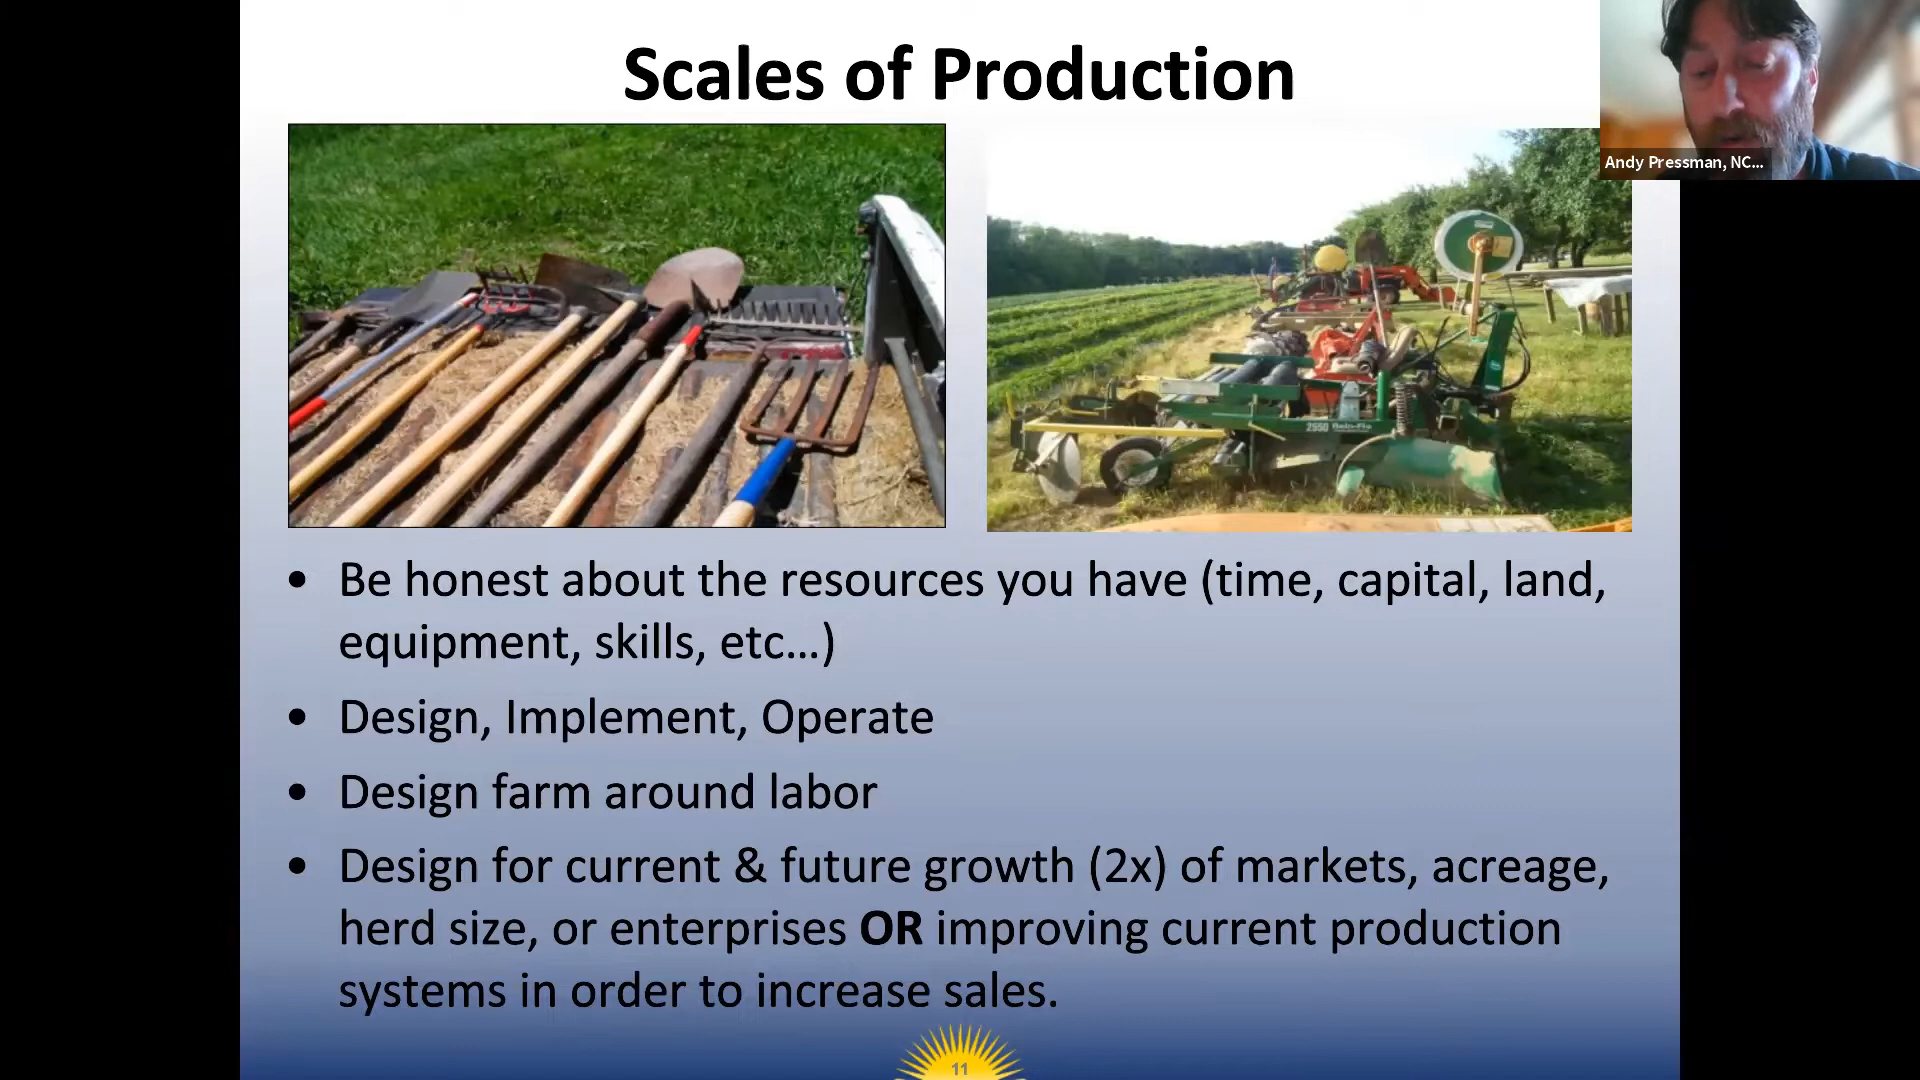 Scales of Production
Andy Pressman, NC...
2550
• Be honest about the resources you have (time, capital, land,
equipment, skills, etc…)
• Design, Implement, Operate
• Design farm around labor
• Design for current & future growth (2x) of markets, acreage,
herd size, or enterprises OR improving current production
systems in order to increase sales.
11